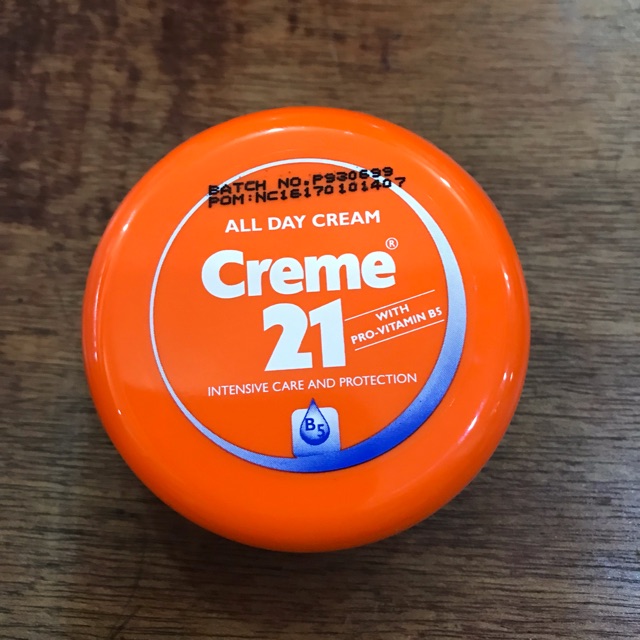 BATCH NO.P930699
POM:NC16170101407
ALL DAY CREAM
Creme®
21
WITH
PRO-VITAMIN B5
INTENSIVE CARE AND PROTECTION
B5